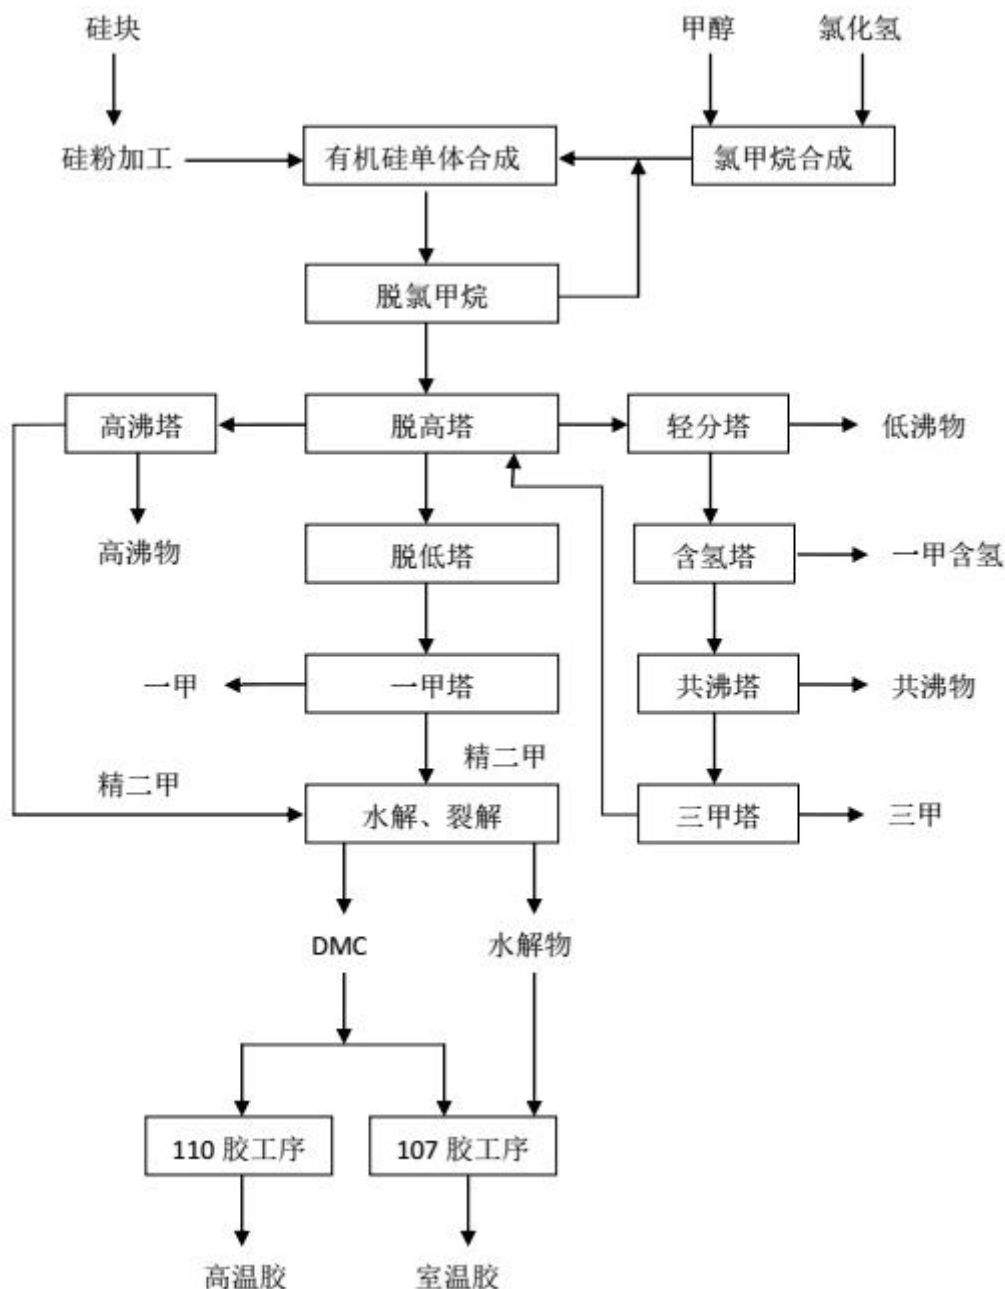 硅块
甲醇
氯化氢
硅粉加工
有机硅单体合成
氯甲烷合成
脱氯甲烷
高沸塔
脱高塔
轻分塔
低沸物
高沸物
脱低塔
含氢塔
一甲含氢
一甲
一甲塔
共沸塔
共沸物
精二甲
精二甲
水解、裂解
三甲塔
三甲
DMC
水解物
110 胶工序
107 胶工序
高温胶
室温胶